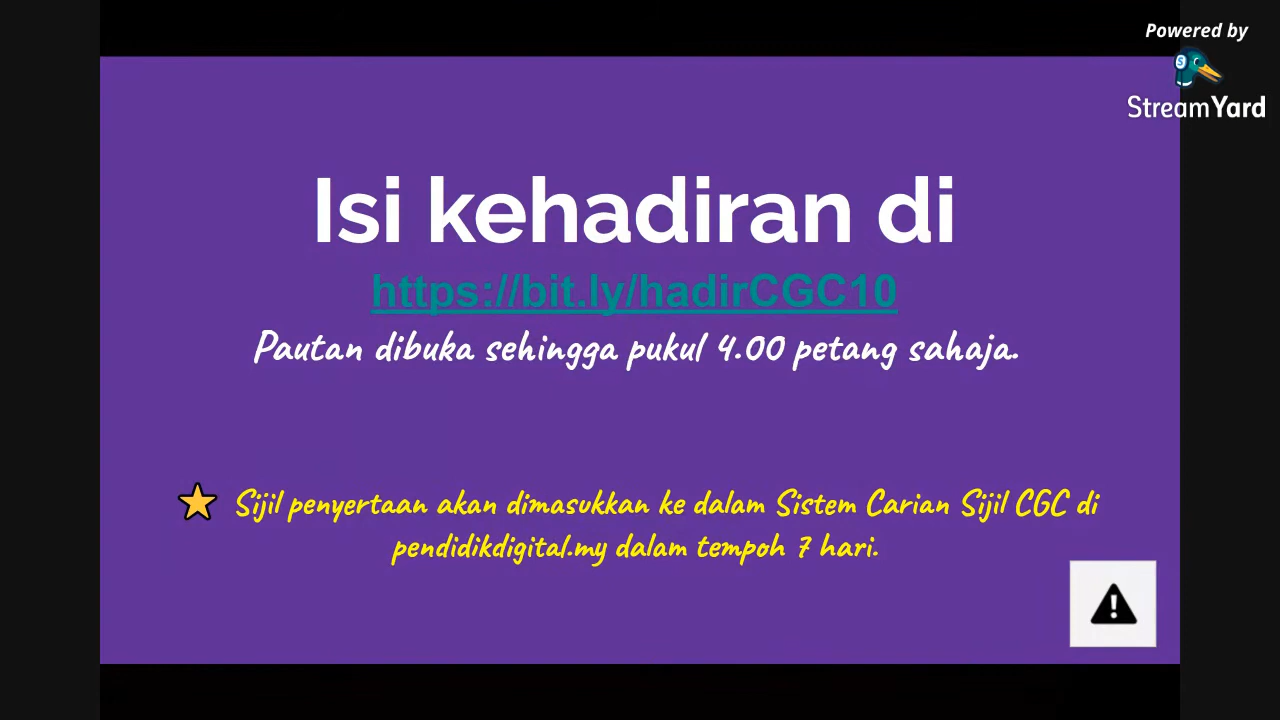 Powered by
StreamYard
Isi kehadiran di
https://bit.ly/hadirCGC10
Pautan dibuka sehingga pukul 4.00 petang sahaja.
Sijil penyertaan akan dimasukkan ke dalam Sistem Carian Sijil CGC di
pendidikdigital.my dalam tempoh 7 hari.